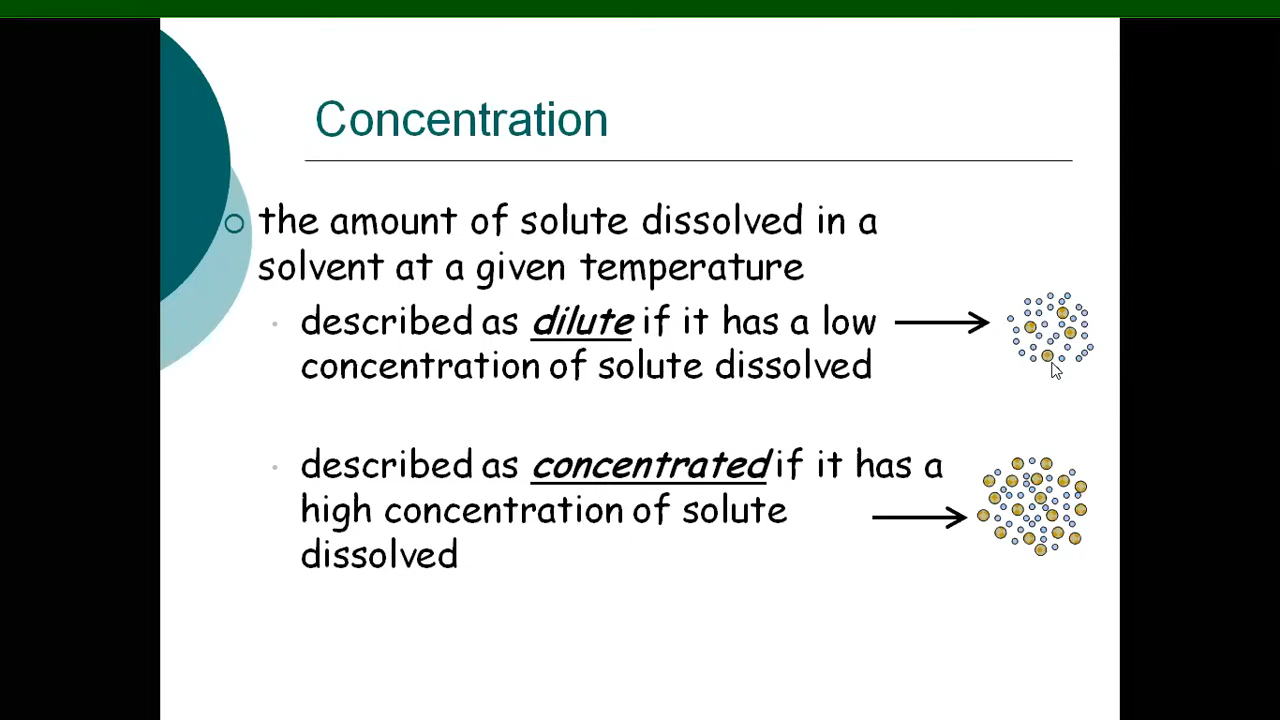 Concentration
the amount of solute dissolved in a
solvent at a given temperature
described as dilute if it has a low
concentration of solute dissolved
described as concentrated if it has a
high concentration of solute
dissolved